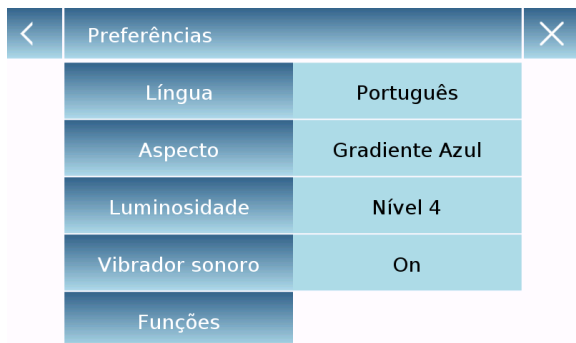 Preferências
Língua Português
Aspecto Gradiente Azul
Luminosidade Nível 4
Vibrador sonoro On
Funções